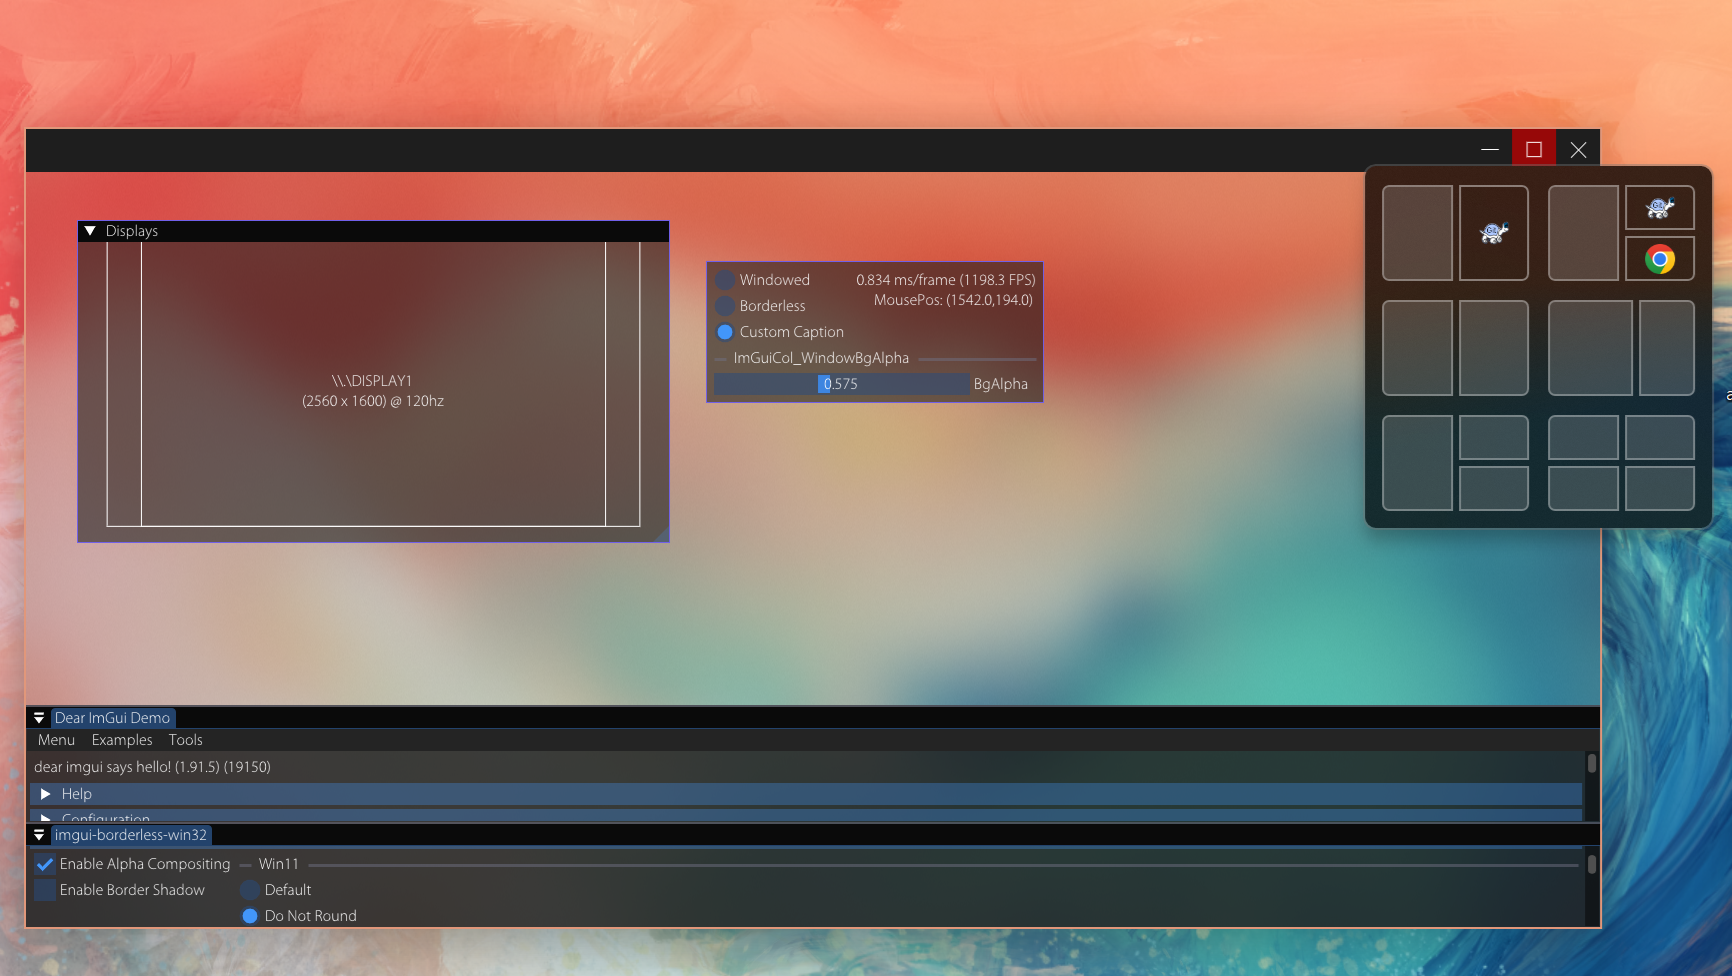 Displays
\\.\DISPLAY1
(2560 x 1600) @ 120hz
Windowed
0.834 ms/frame (1198.3 FPS)
MousePos: (1542.0,194.0)
Borderless
Custom Caption
ImGuiCol_WindowBgAlpha
0.575
BgAlpha
Dear ImGui Demo
Menu Examples Tools
dear imgui says hello! (1.91.5) (19150)
Help
Configuration
imgui-borderless-win32
Enable Alpha Compositing
Win11
Enable Border Shadow
Default
Do Not Round